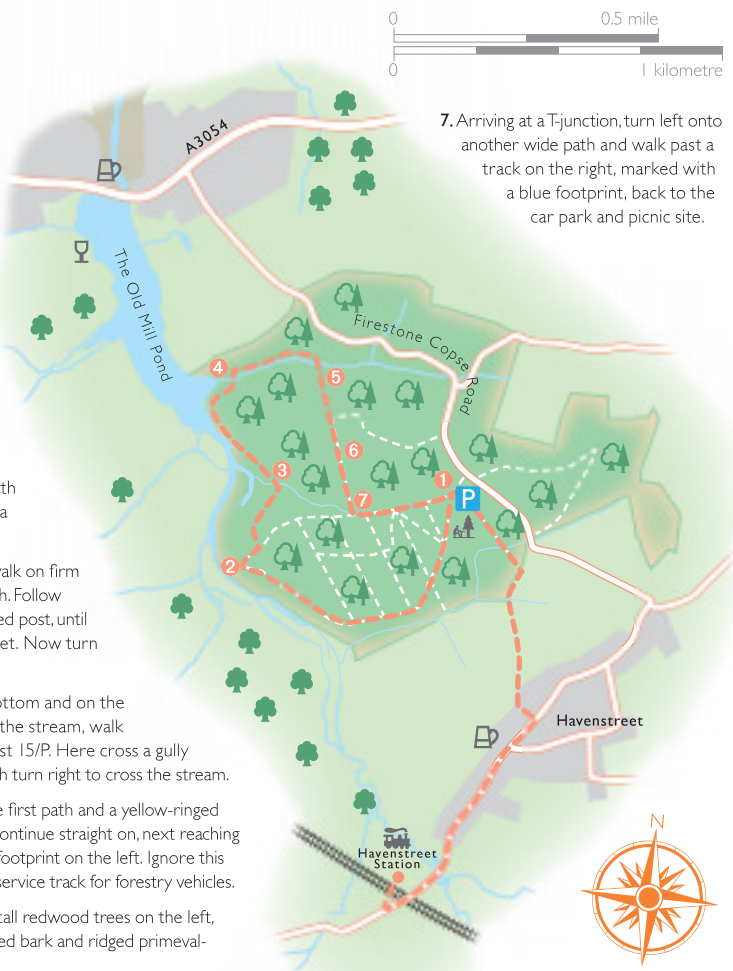 0 0.5 mile
0 1 kilometre
7. Arriving at a T-junction, turn left onto
another wide path and walk past a
track on the right, marked with
a blue footprint, back to the
car park and picnic site.
A3054
The Old Mill Pond
Firestone Copse Road
4
5
6
3
1
P
7
2
Havenstreet
Havenstreet
Station
N
a
walk on firm
h. Follow
ed post, until
et. Now turn
ottom and on the
the stream, walk
st 15/P. Here cross a gully
h turn right to cross the stream.
e first path and a yellow-ringed
ontinue straight on, next reaching
footprint on the left. Ignore this
service track for forestry vehicles.
tall redwood trees on the left,
ed bark and ridged primeval-